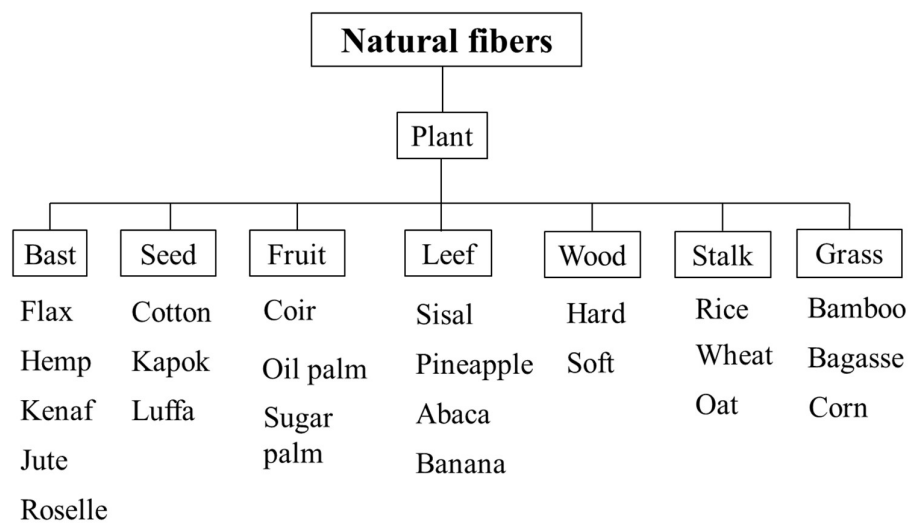 Natural fibers
Plant
Bast
Seed
Fruit
Leef
Wood
Stalk
Grass
Flax
Hemp
Kenaf
Jute
Roselle
Cotton
Kapok
Luffa
Coir
Oil palm
Sugar
palm
Sisal
Pineapple
Abaca
Banana
Hard
Soft
Rice
Wheat
Oat
Bamboo
Bagasse
Corn